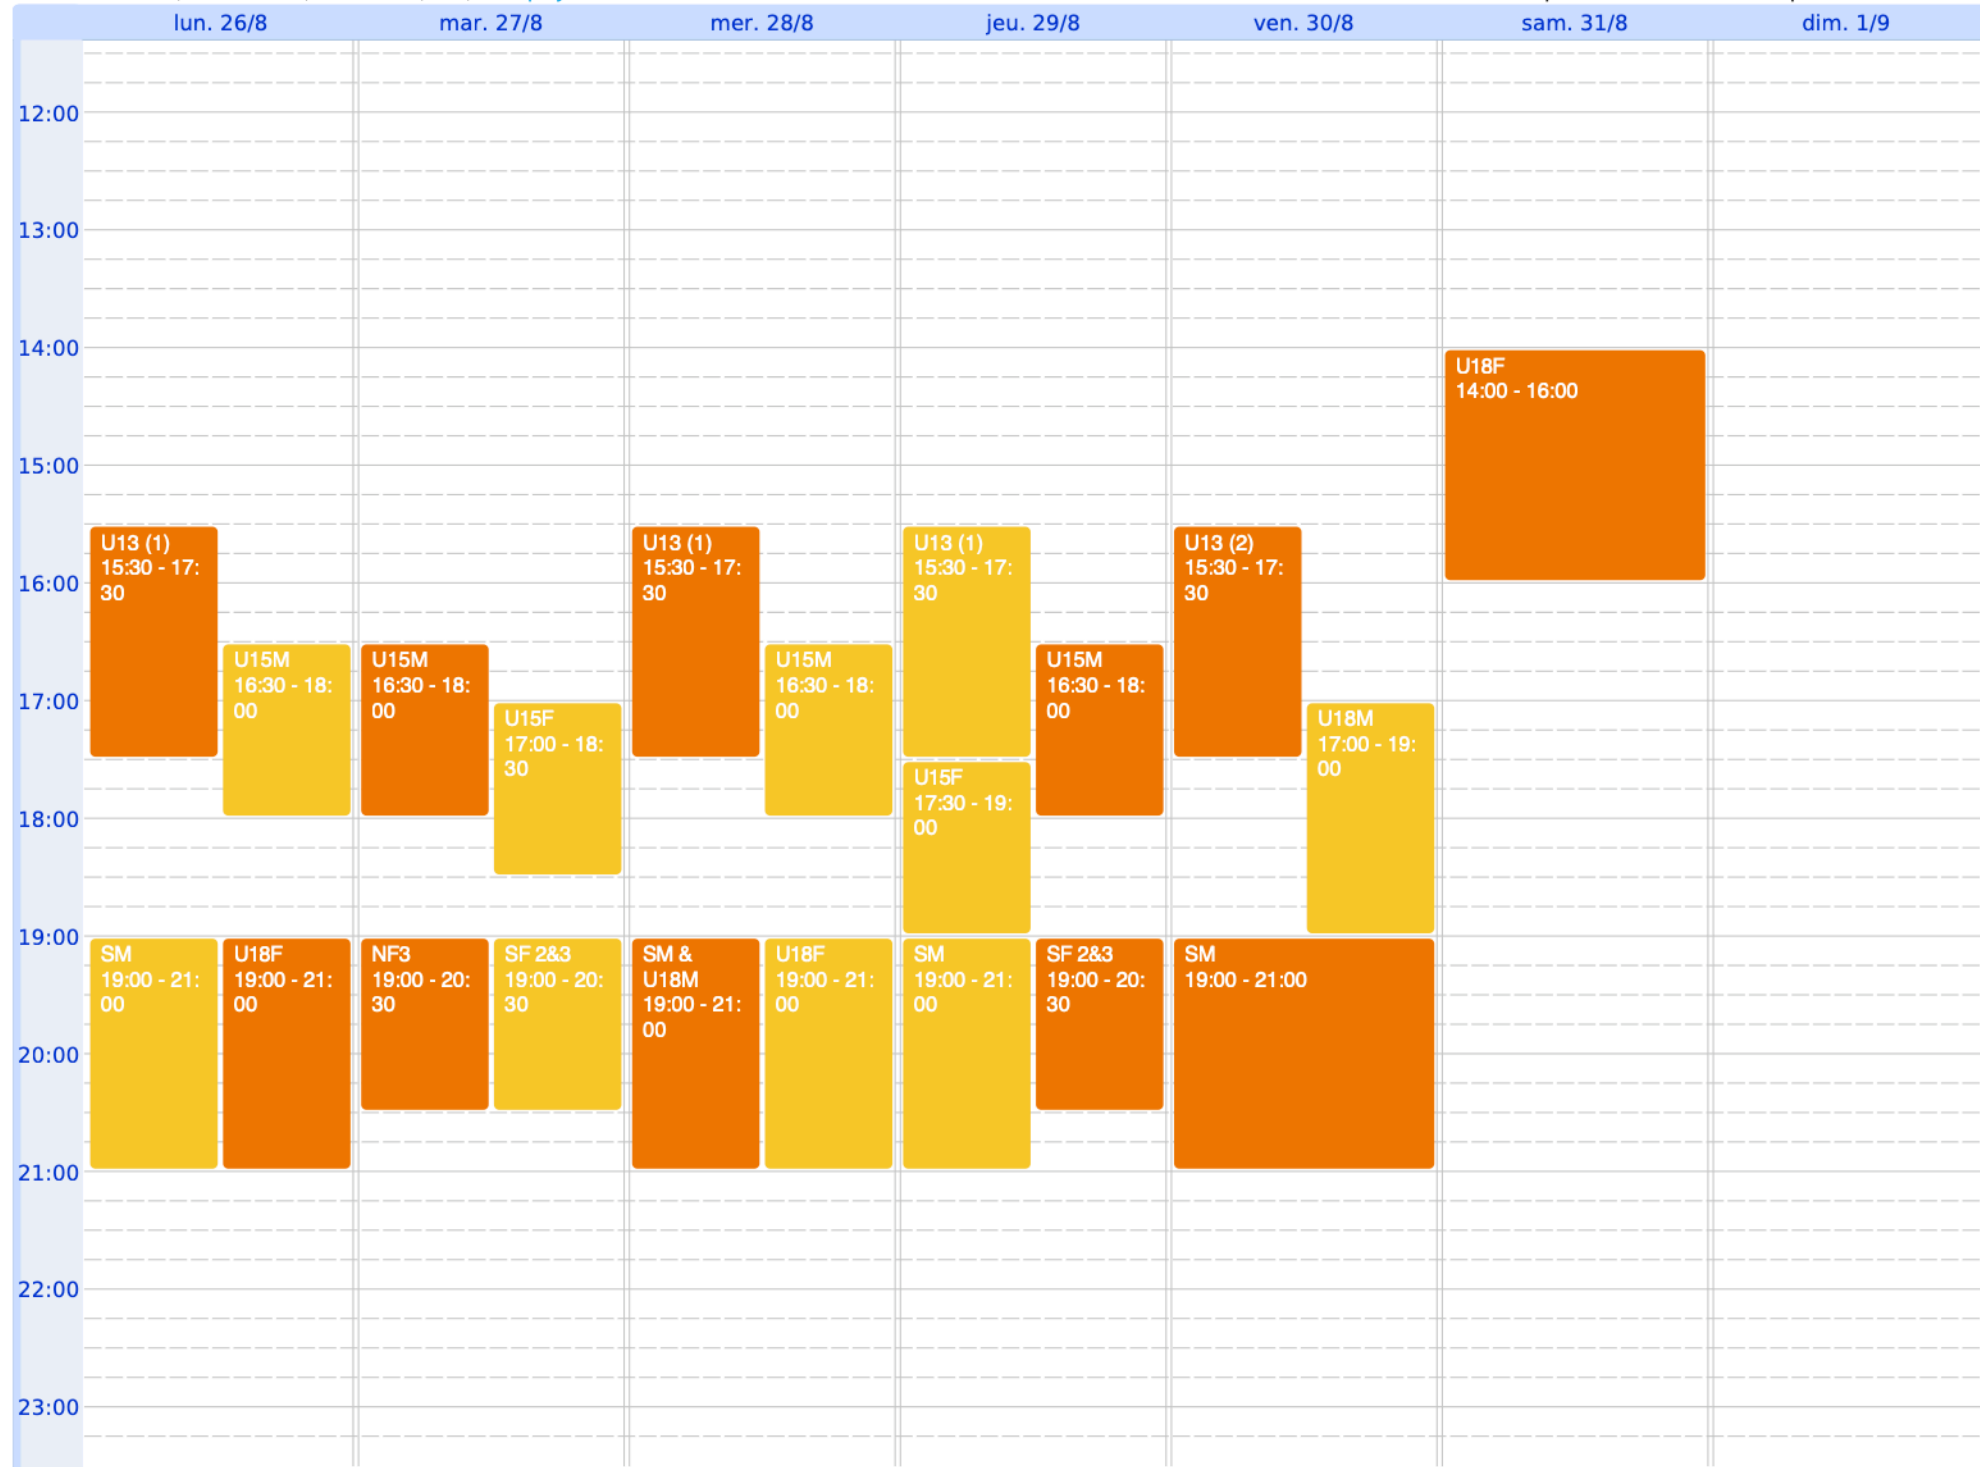 lun. 26/8
mar. 27/8
mer. 28/8
jeu. 29/8
ven. 30/8
sam. 31/8
dim. 1/9
12:00
13:00
14:00
15:00
16:00
17:00
18:00
19:00
20:00
21:00
22:00
23:00
U13 (1)
15:30 - 17:
30
U15M
16:30 - 18:
00
SM
19:00 - 21:
00
U18F
19:00 - 21:
00
U15M
16:30 - 18:
00
U15F
17:00 - 18:
30
NF3
19:00 - 20:
30
SF 2&3
19:00 - 20:
30
U13 (1)
15:30 - 17:
30
U15M
16:30 - 18:
00
SM &
U18M
19:00 - 21:
00
U18F
19:00 - 21:
00
U13 (1)
15:30 - 17:
30
U15M
16:30 - 18:
00
U15F
17:30 - 19:
00
SM
19:00 - 21:
00
SF 2&3
19:00 - 20:
30
U13 (2)
15:30 - 17:
30
U18M
17:00 - 19:
00
SM
19:00 - 21:00
U18F
14:00 - 16:00